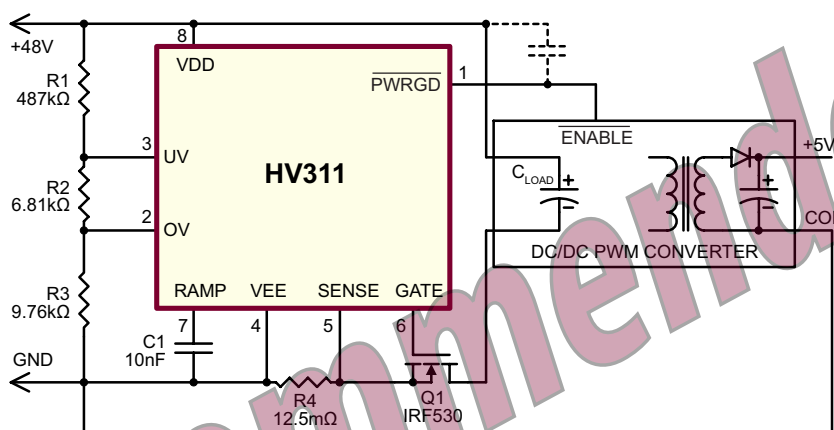 +48V
8
VDD
PWRGD
1
ENABLE
+5V
R1
487kΩ
3
UV
HV311
CLOAD
+
−
+
−
R2
6.81kΩ
2
OV
DC/DC PWM CONVERTER
R3
9.76kΩ
RAMP
VEE
SENSE
GATE
7
4
5
6
C1
10nF
GND
R4
12.5mΩ
Q1
IRF530